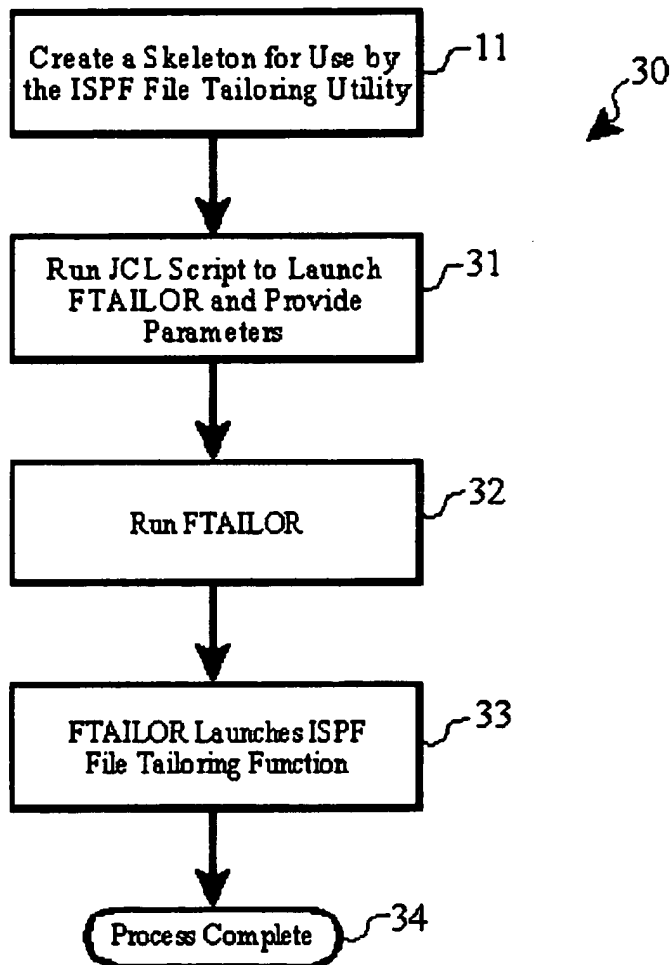 Create a Skeleton for Use by
the ISPF File Tailoring Utility
11
30
Run JCL Script to Launch
FTAILOR and Provide
Parameters
31
Run FTAILOR
32
FTAILOR Launches ISPF
File Tailoring Function
33
Process Complete
34